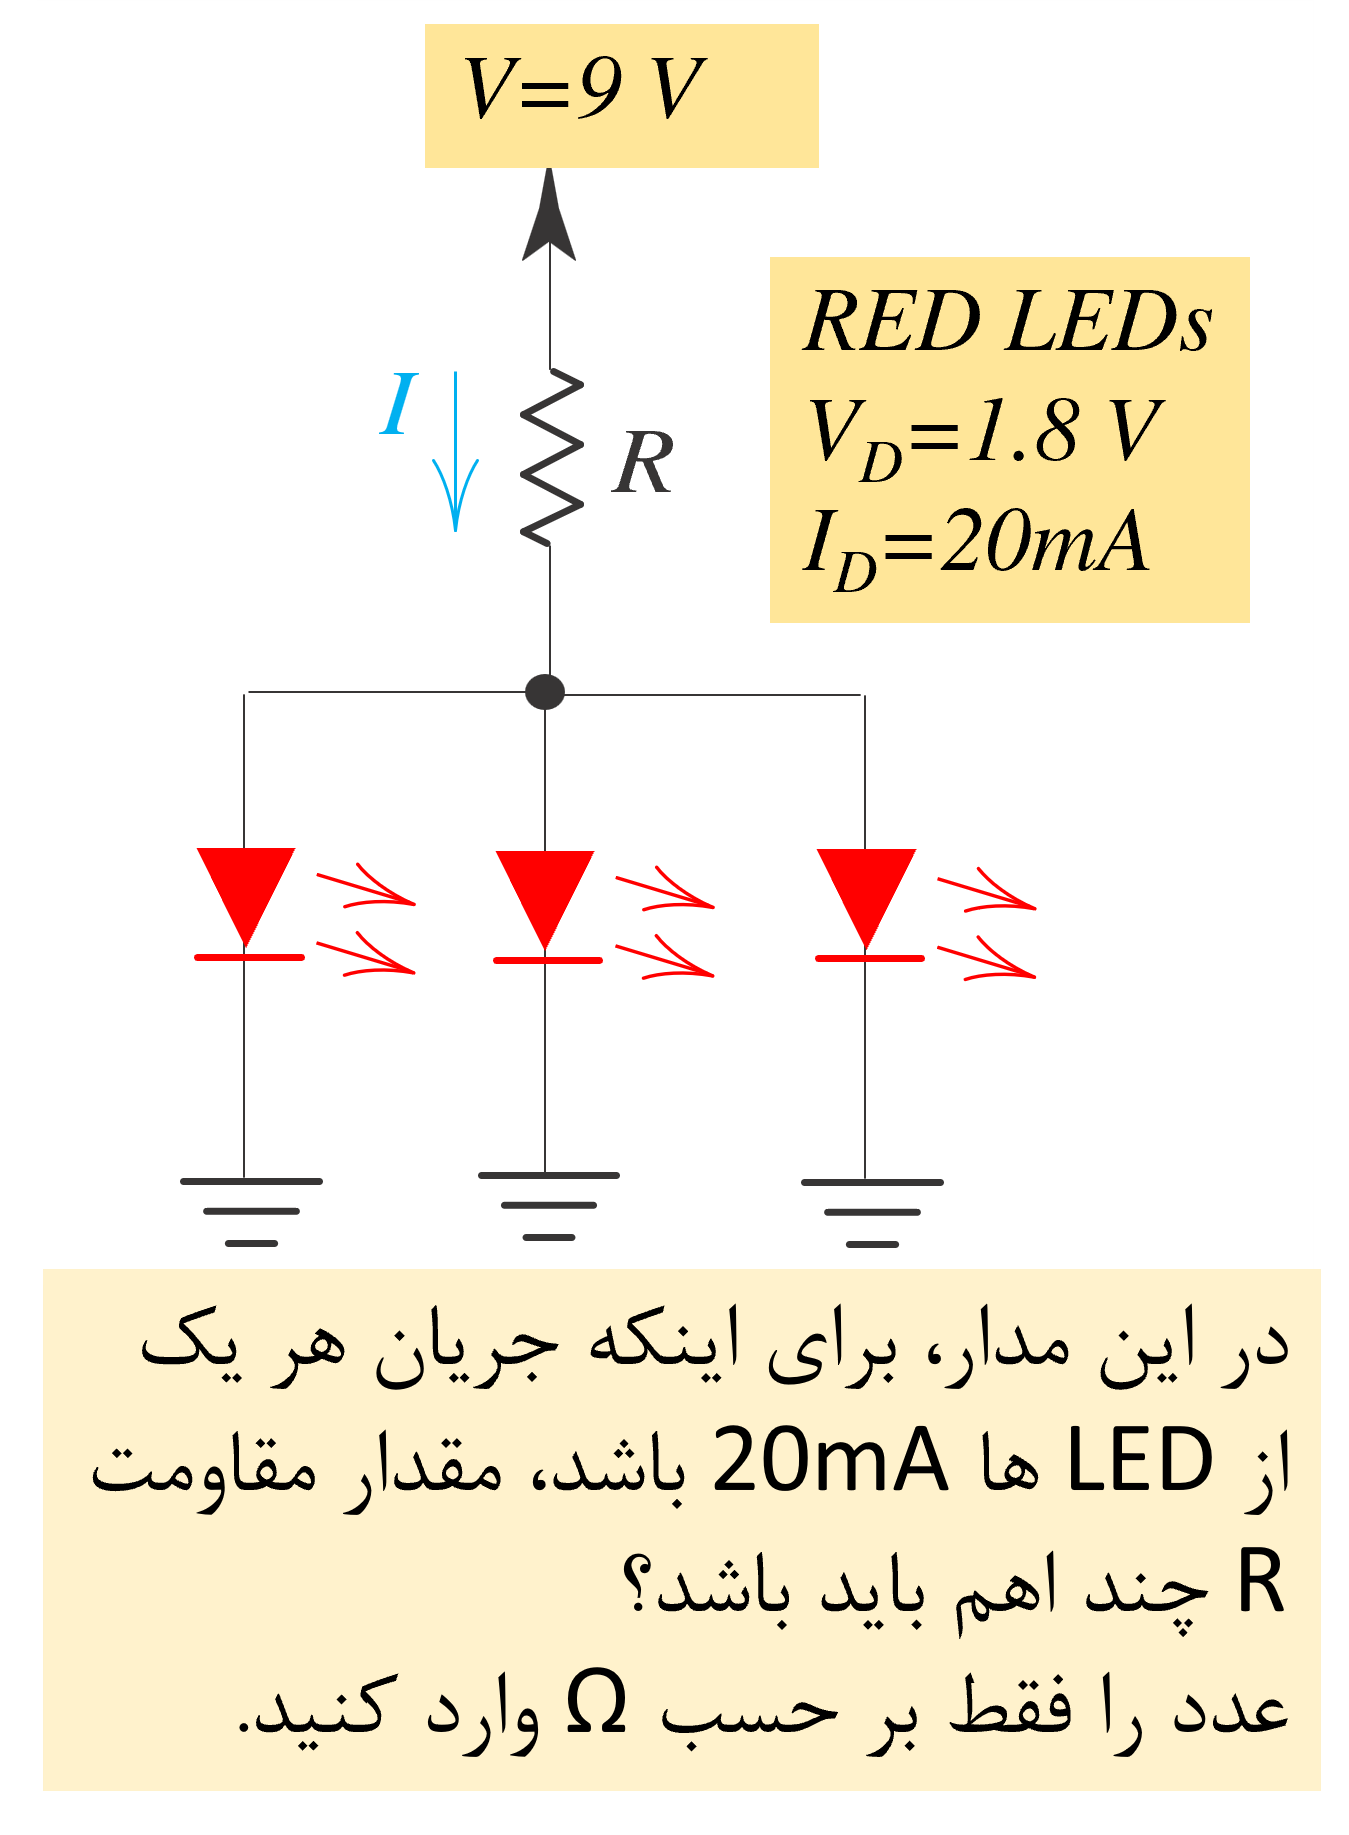 V=9 V
RED LEDs
V_D=1.8 V
I_D=20mA
I
R
در این مدار، برای اینکه جریان هر یک
از LED ها 20mA باشد، مقدار مقاومت
R چند اهم باید باشد؟
عدد را فقط بر حسب Ω وارد کنید.